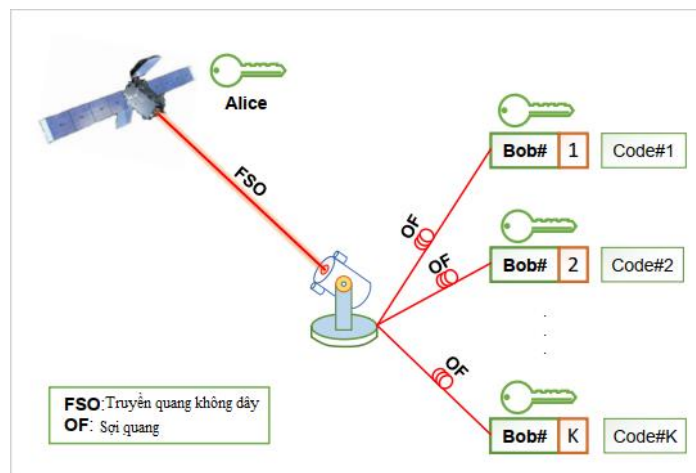 Alice
FSO
OF
Bob# 1 Code#1
OF
Bob# 2 Code#2
OF
Bob# K Code#K
FSO:Truyền quang không dây
OF: Sợi quang